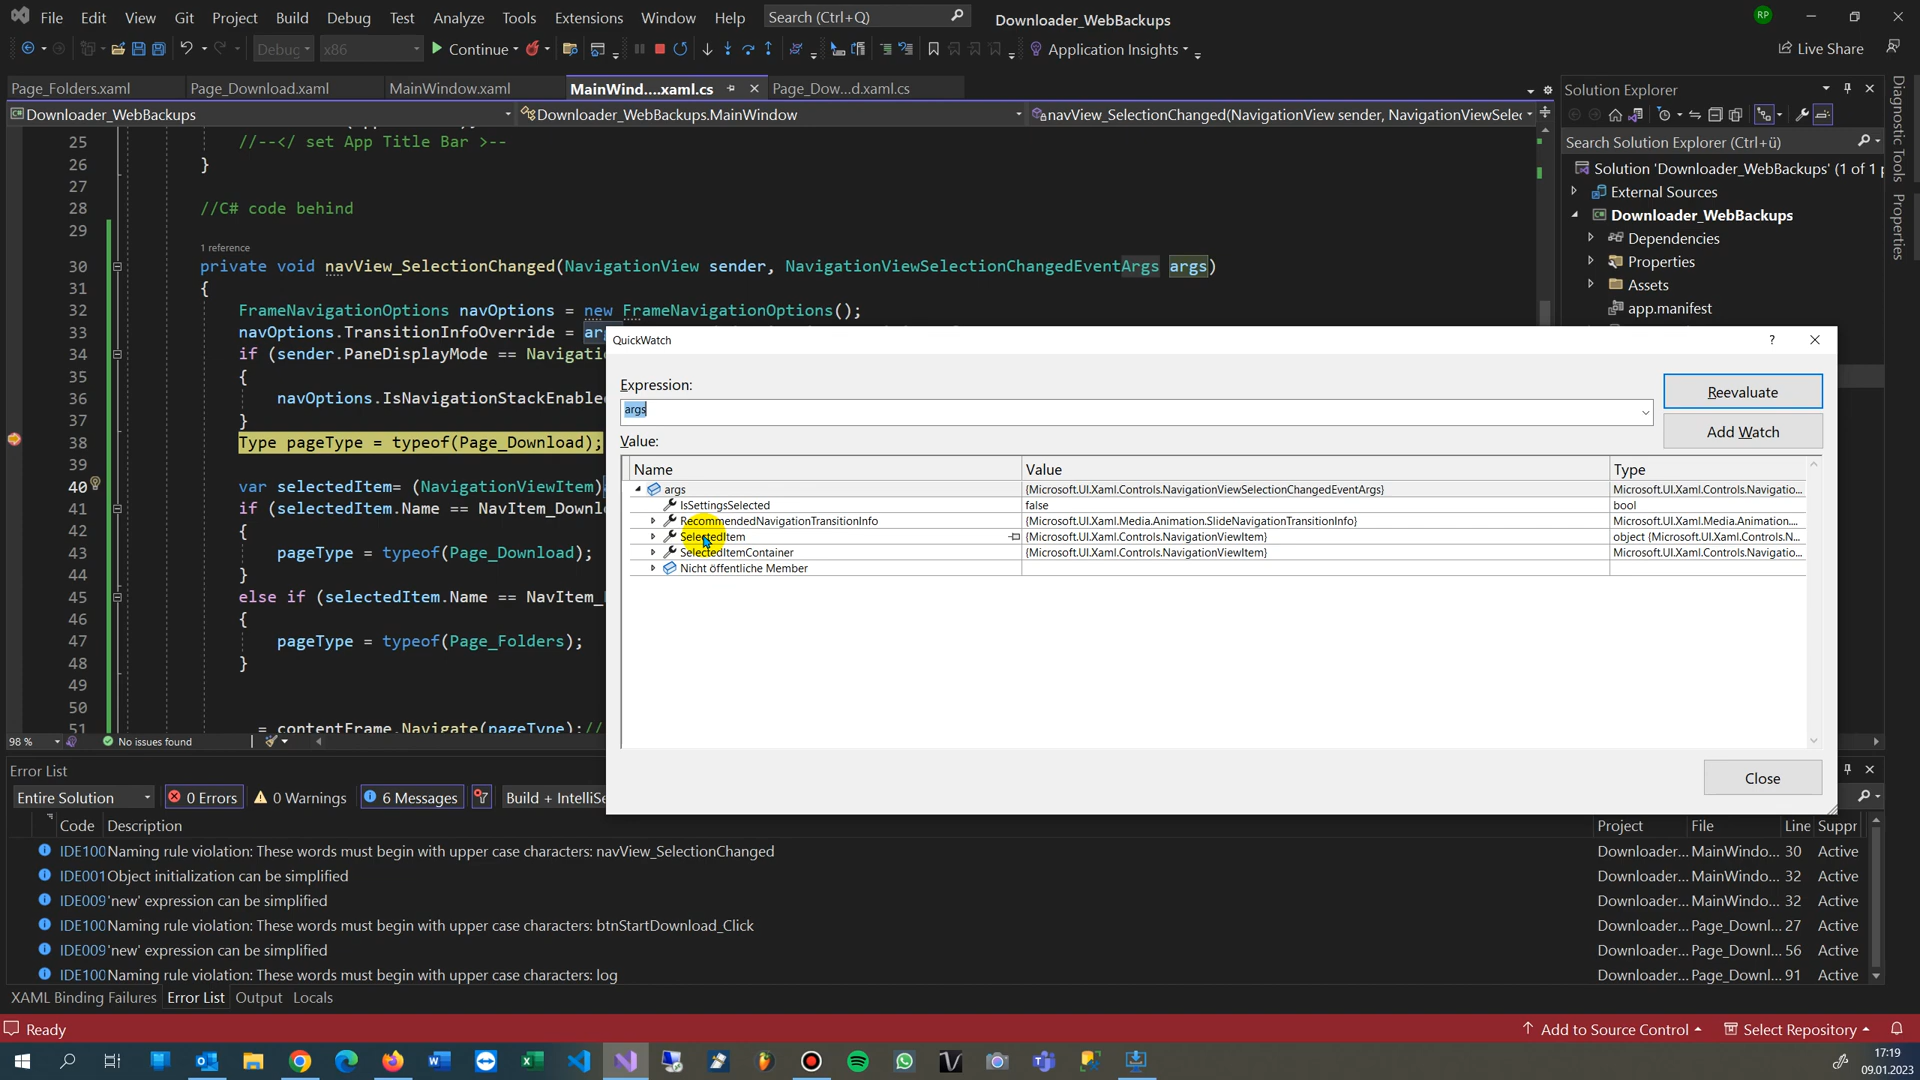 File Edit View Git Project Build Debug Test Analyze Tools Extensions Window Help Search (Ctrl+Q) Downloader_WebBackups RP
Debug x86 Continue Application Insights Live Share
Page_Folders.xaml Page_Download.xaml MainWindow.xaml MainWind....xaml.cs Page_Dow...d.xaml.cs
Downloader_WebBackups Downloader_WebBackups.MainWindow navView_SelectionChanged(NavigationView sender, NavigationViewSelec
25 //--</ set App Title Bar >--
26 }
27
28 //C# code behind
29
1 reference
30 private void navView_SelectionChanged(NavigationView sender, NavigationViewSelectionChangedEventArgs args)
31 {
32 FrameNavigationOptions navOptions = new FrameNavigationOptions();
33 navOptions.TransitionInfoOverride = arg
34 if (sender.PaneDisplayMode == Navigatio
35 {
36 navOptions.IsNavigationStackEnable
37 }
38 Type pageType = typeof(Page_Download);
39
40 var selectedItem= (NavigationViewItem)
41 if (selectedItem.Name == NavItem_Downl
42 {
43 pageType = typeof(Page_Download);
44 }
45 else if (selectedItem.Name == NavItem_
46 {
47 pageType = typeof(Page_Folders);
48 }
49
50
51 _ = contentFrame.Navigate(pageType);//
98 % No issues found
QuickWatch ?
Expression:
args
Reevaluate
Add Watch
Value:
Name Value Type
args {Microsoft.UI.Xaml.Controls.NavigationViewSelectionChangedEventArgs} Microsoft.UI.Xaml.Controls.Navigatio...
IsSettingsSelected false bool
RecommendedNavigationTransitionInfo {Microsoft.UI.Xaml.Media.Animation.SlideNavigationTransitionInfo} Microsoft.UI.Xaml.Media.Animation....
SelectedItem {Microsoft.UI.Xaml.Controls.NavigationViewItem} object {Microsoft.UI.Xaml.Controls.N...
SelectedItemContainer {Microsoft.UI.Xaml.Controls.NavigationViewItem} Microsoft.UI.Xaml.Controls.Navigatio...
Nicht öffentliche Member
Close
Solution Explorer
Search Solution Explorer (Ctrl+ü)
Solution 'Downloader_WebBackups' (1 of 1 p
External Sources
Downloader_WebBackups
Dependencies
Properties
Assets
app.manifest
Diagnostic Tools
Properties
Error List
Entire Solution 0 Errors 0 Warnings 6 Messages Build + IntelliSe
Code Description Project File Line Suppr
IDE100 Naming rule violation: These words must begin with upper case characters: navView_SelectionChanged Downloader... MainWindo... 30 Active
IDE001 Object initialization can be simplified Downloader... MainWindo... 32 Active
IDE009 'new' expression can be simplified Downloader... MainWindo... 32 Active
IDE100 Naming rule violation: These words must begin with upper case characters: btnStartDownload_Click Downloader... Page_Downl... 27 Active
IDE009 'new' expression can be simplified Downloader... Page_Downl... 56 Active
IDE100 Naming rule violation: These words must begin with upper case characters: log Downloader... Page_Downl... 91 Active
XAML Binding Failures Error List Output Locals
Ready Add to Source Control Select Repository
17:19
09.01.2023